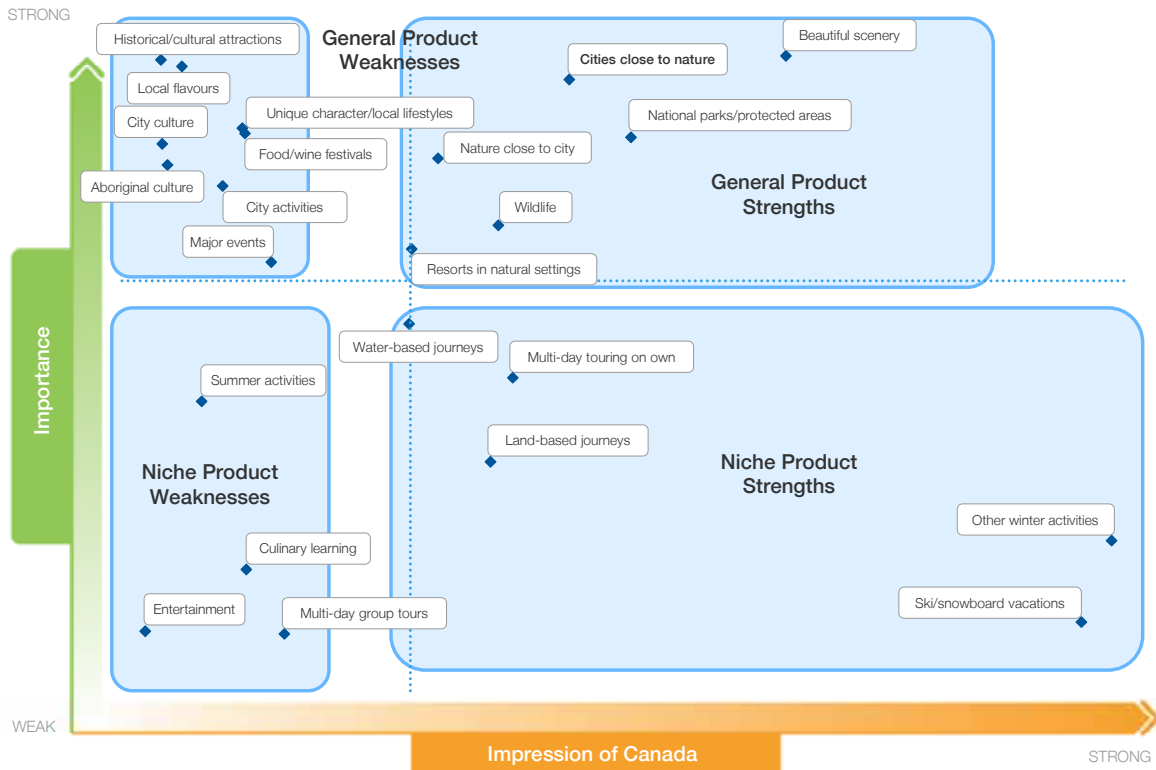 STRONG
Historical/cultural attractions
General Product
Weaknesses
Beautiful scenery
Cities close to nature
Local flavours
Unique character/local lifestyles
National parks/protected areas
City culture
Food/wine festivals
Nature close to city
Aboriginal culture
General Product
Strengths
City activities
Wildlife
Major events
Resorts in natural settings
Importance
Water-based journeys
Multi-day touring on own
Summer activities
Land-based journeys
Niche Product
Weaknesses
Niche Product
Strengths
Other winter activities
Culinary learning
Entertainment
Multi-day group tours
Ski/snowboard vacations
WEAK
Impression of Canada
STRONG